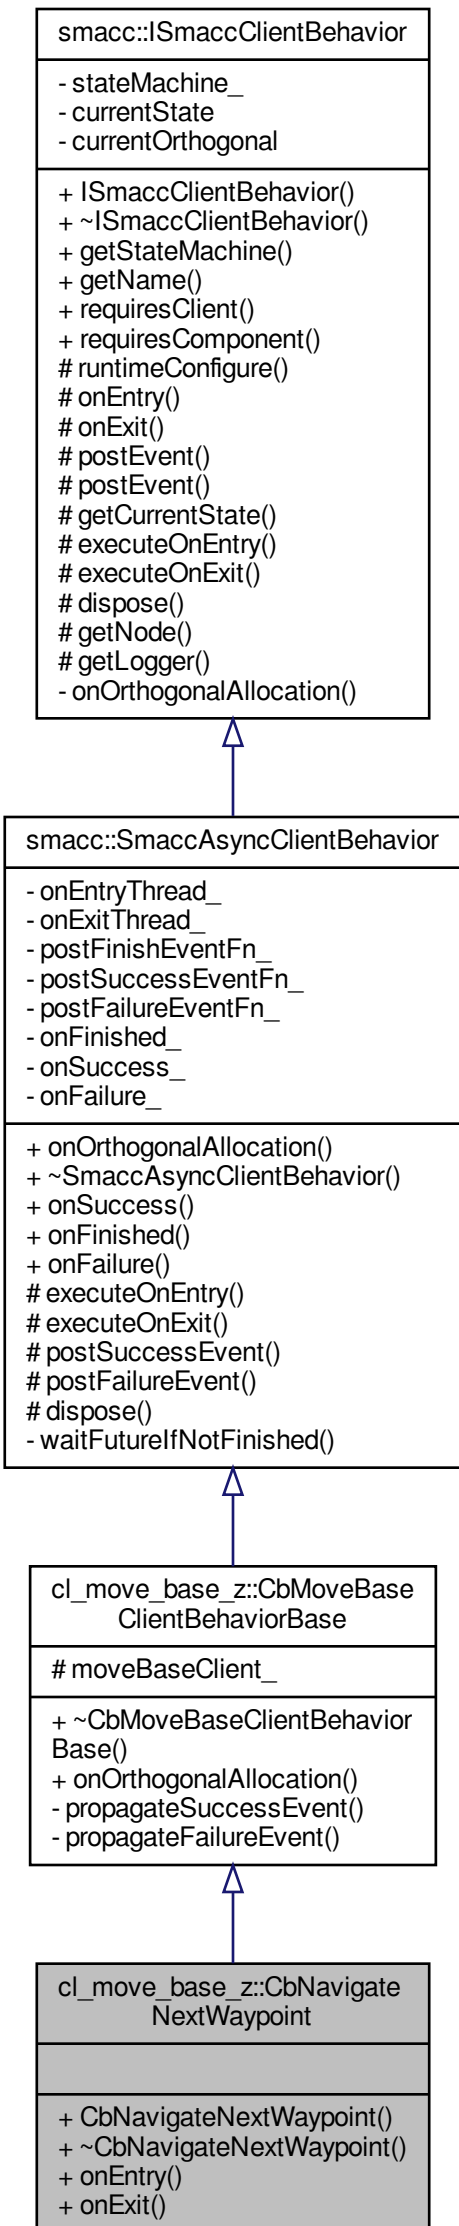 smacc::ISmaccClientBehavior
- stateMachine_
- currentState
- currentOrthogonal
+ ISmaccClientBehavior()
+ ~ISmaccClientBehavior()
+ getStateMachine()
+ getName()
+ requiresClient()
+ requiresComponent()
# runtimeConfigure()
# onEntry()
# onExit()
# postEvent()
# postEvent()
# getCurrentState()
# executeOnEntry()
# executeOnExit()
# dispose()
# getNode()
# getLogger()
- onOrthogonalAllocation()
smacc::SmaccAsyncClientBehavior
- onEntryThread_
- onExitThread_
- postFinishEventFn_
- postSuccessEventFn_
- postFailureEventFn_
- onFinished_
- onSuccess_
- onFailure_
+ onOrthogonalAllocation()
+ ~SmaccAsyncClientBehavior()
+ onSuccess()
+ onFinished()
+ onFailure()
# executeOnEntry()
# executeOnExit()
# postSuccessEvent()
# postFailureEvent()
# dispose()
- waitFutureIfNotFinished()
cl_move_base_z::CbMoveBase
ClientBehaviorBase
# moveBaseClient_
+ ~CbMoveBaseClientBehavior
Base()
+ onOrthogonalAllocation()
- propagateSuccessEvent()
- propagateFailureEvent()
cl_move_base_z::CbNavigate
NextWaypoint
+ CbNavigateNextWaypoint()
+ ~CbNavigateNextWaypoint()
+ onEntry()
+ onExit()